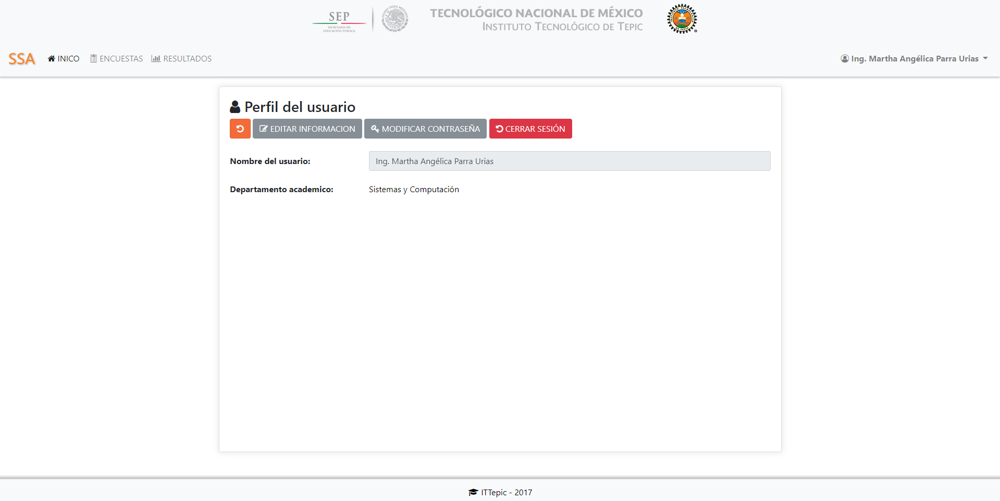 SEP
SECRETARÍA DE
EDUCACIÓN PÚBLICA
TECNOLÓGICO NACIONAL DE MÉXICO
INSTITUTO TECNOLÓGICO DE TEPIC
SSA
INICO
ENCUESTAS
RESULTADOS
Ing. Martha Angélica Parra Urias
Perfil del usuario
EDITAR INFORMACION
MODIFICAR CONTRASEÑA
CERRAR SESIÓN
Nombre del usuario:
Ing. Martha Angélica Parra Urias
Departamento academico:
Sistemas y Computación
ITTepic - 2017